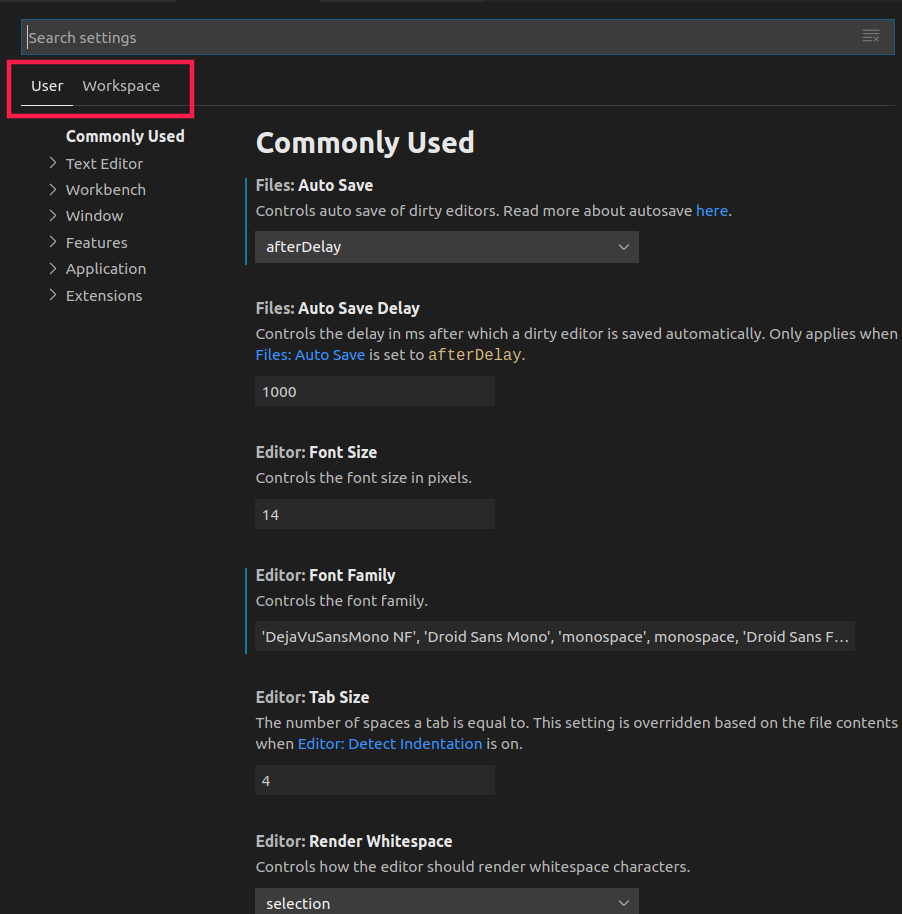 Search settings
User Workspace
Commonly Used
Text Editor
Workbench
Window
Features
Application
Extensions
Commonly Used
Files: Auto Save
Controls auto save of dirty editors. Read more about autosave here.
afterDelay
Files: Auto Save Delay
Controls the delay in ms after which a dirty editor is saved automatically. Only applies when
Files: Auto Save is set to afterDelay.
1000
Editor: Font Size
Controls the font size in pixels.
14
Editor: Font Family
Controls the font family.
'DejaVuSansMono NF', 'Droid Sans Mono', 'monospace', monospace, 'Droid Sans F…
Editor: Tab Size
The number of spaces a tab is equal to. This setting is overridden based on the file contents
when Editor: Detect Indentation is on.
4
Editor: Render Whitespace
Controls how the editor should render whitespace characters.
selection